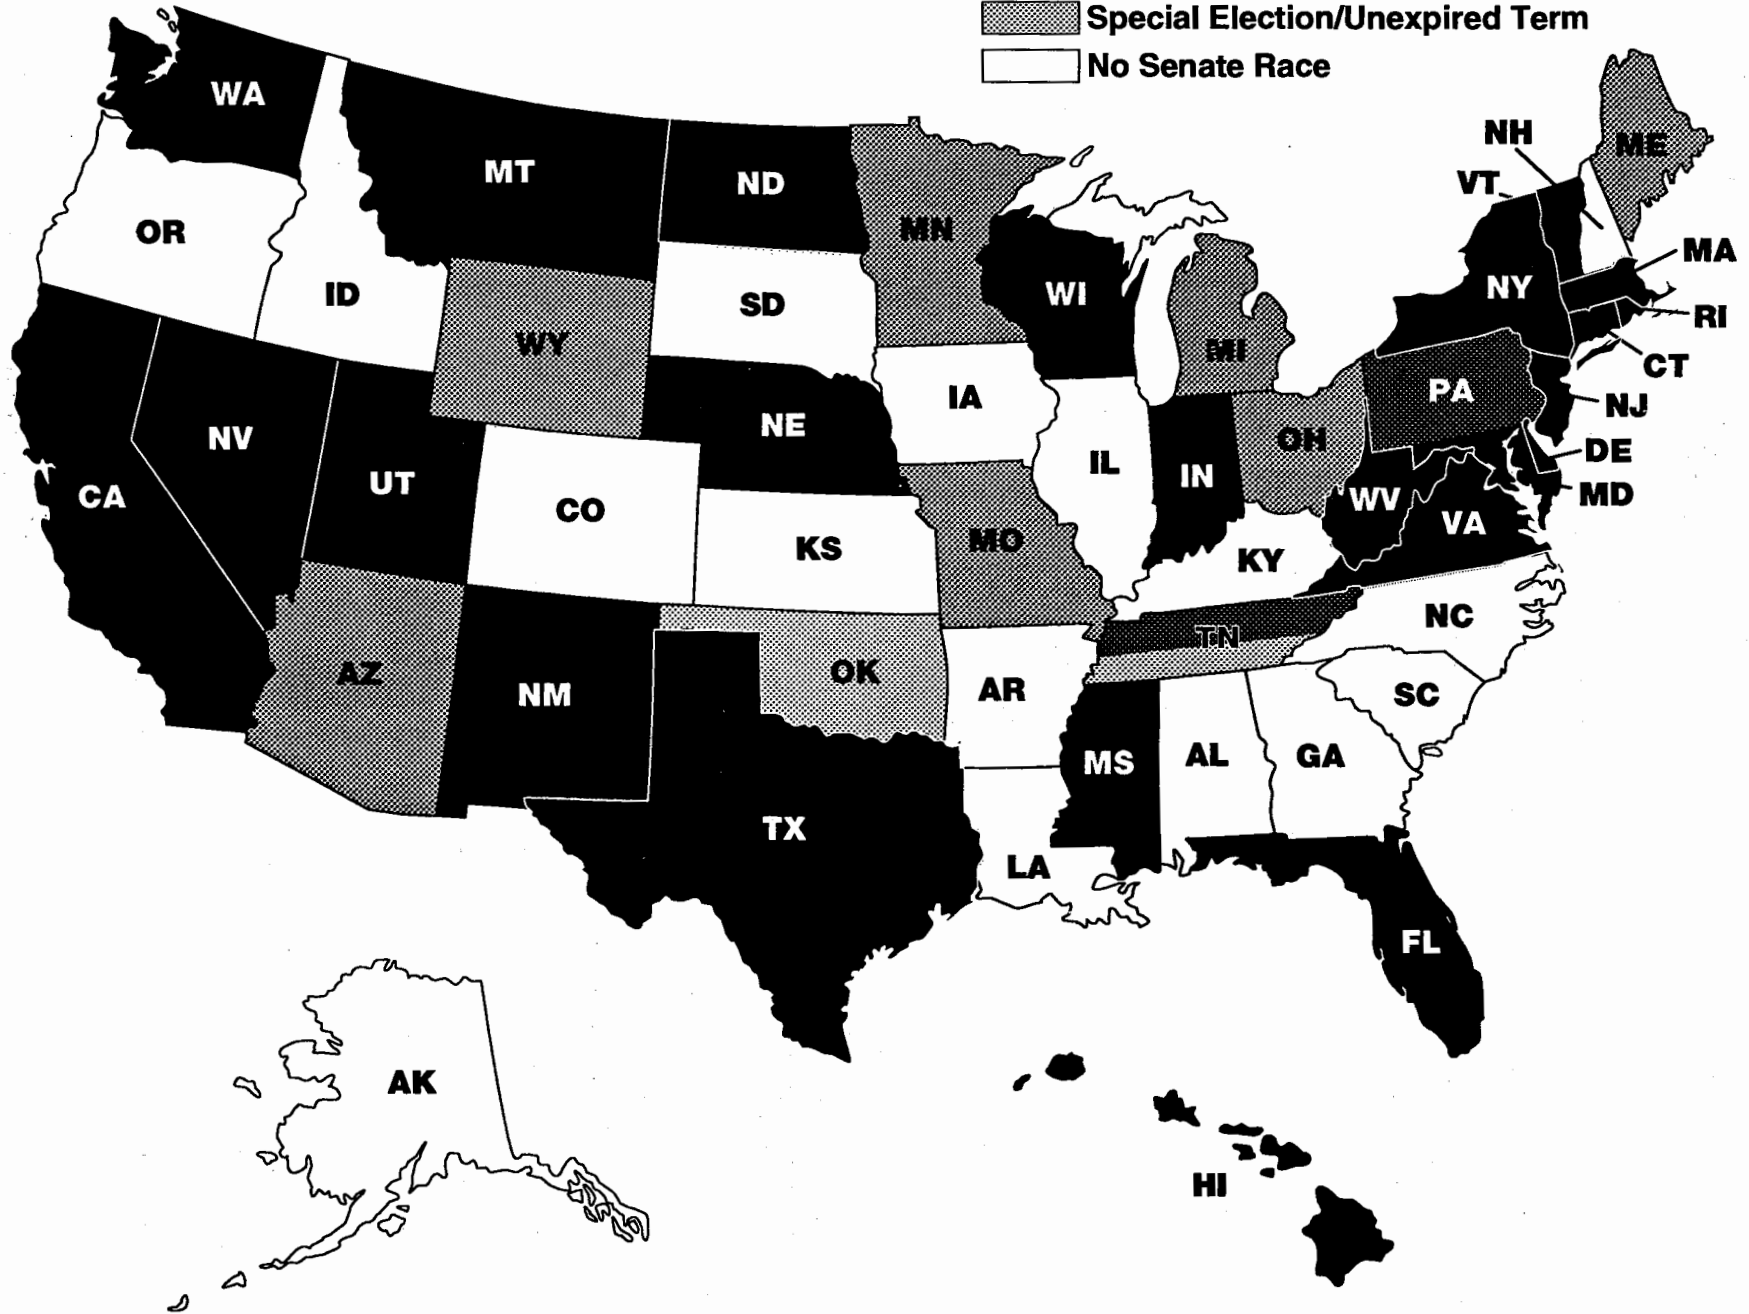 Special Election/Unexpired Term
No Senate Race
WA
MT
ND
MN
NH
ME
VT
OR
ID
WY
SD
WI
MI
NY
MA
RI
CT
NV
UT
NE
IA
PA
NJ
CA
CO
KS
IL
IN
OH
DE
MD
MO
KY
WV
VA
AZ
NM
OK
AR
TN
NC
TX
MS
AL
GA
SC
LA
FL
AK
HI